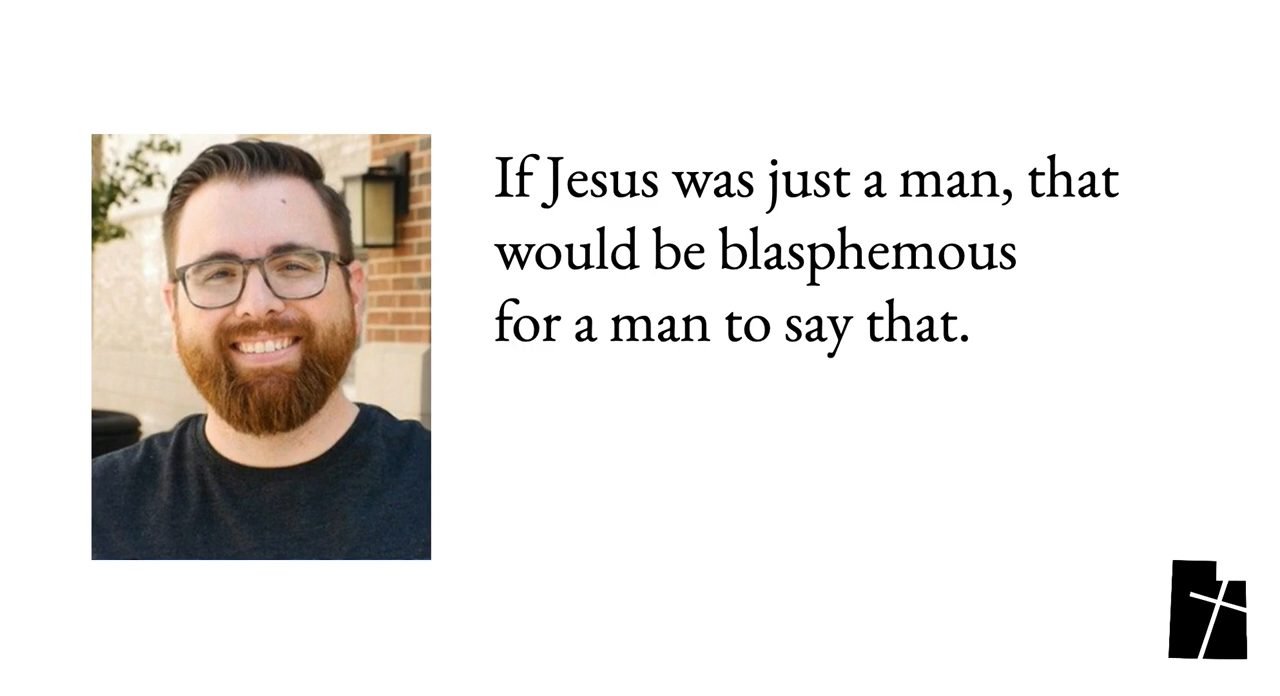 If Jesus was just a man, that
would be blasphemous
for a man to say that.